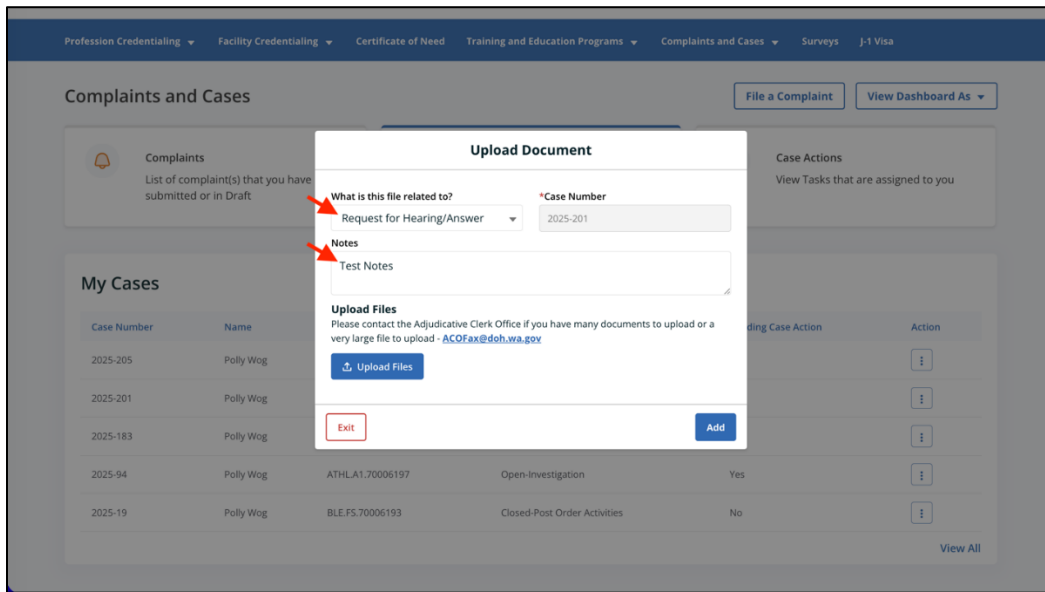 Profession Credentialing Facility Credentialing Certificate of Need Training and Education Programs Complaints and Cases Surveys J-1 Visa
Complaints and Cases
File a Complaint
View Dashboard As
Complaints
List of complaint(s) that you have
submitted or in Draft
Case Actions
View Tasks that are assigned to you
Upload Document
What is this file related to?
*Case Number
Request for Hearing/Answer
2025-201
Notes
Test Notes
Upload Files
Please contact the Adjudicative Clerk Office if you have many documents to upload or a
very large file to upload - ACOFax@doh.wa.gov
Upload Files
Exit
Add
My Cases
Case Number Name ding Case Action Action
2025-205 Polly Wog
2025-201 Polly Wog
2025-183 Polly Wog
2025-94 Polly Wog ATHL.A1.70006197 Open-Investigation Yes
2025-19 Polly Wog BLE.FS.70006193 Closed-Post Order Activities No
View All